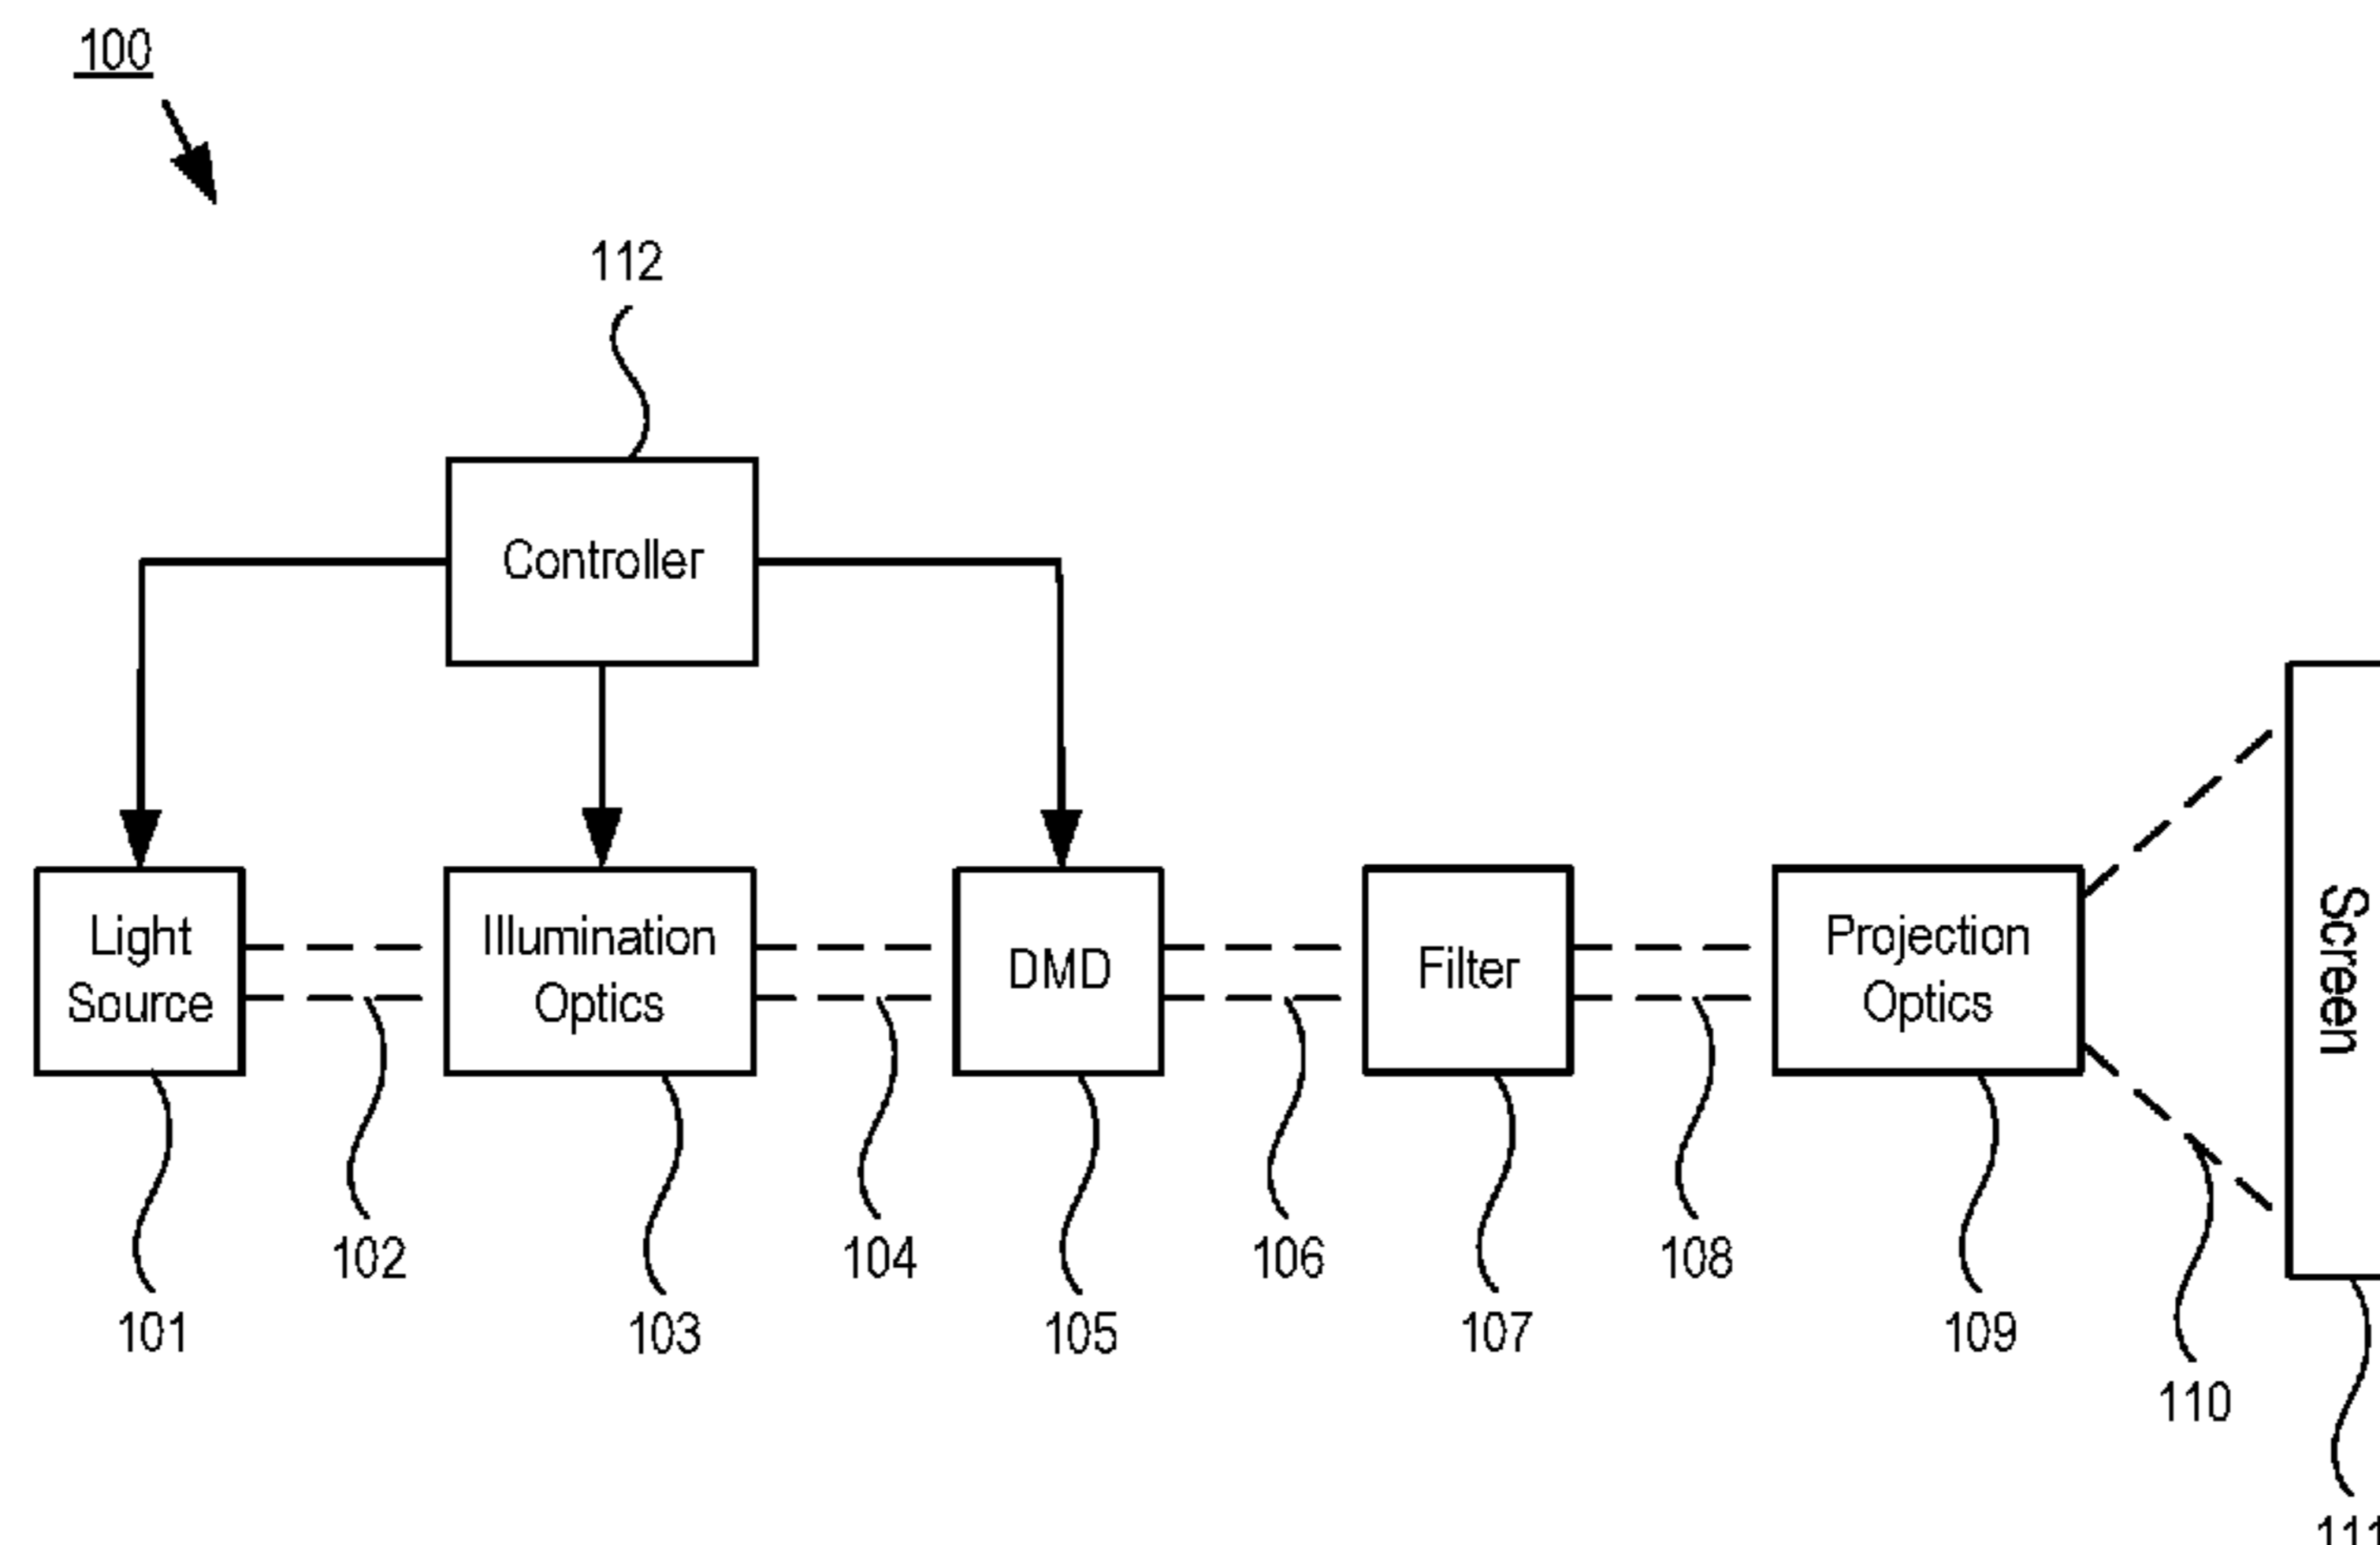 100
112
Controller
Light
Source
Illumination
Optics
DMD
Filter
Projection
Optics
Screen
102
104
106
108
101
103
105
107
109
110
111